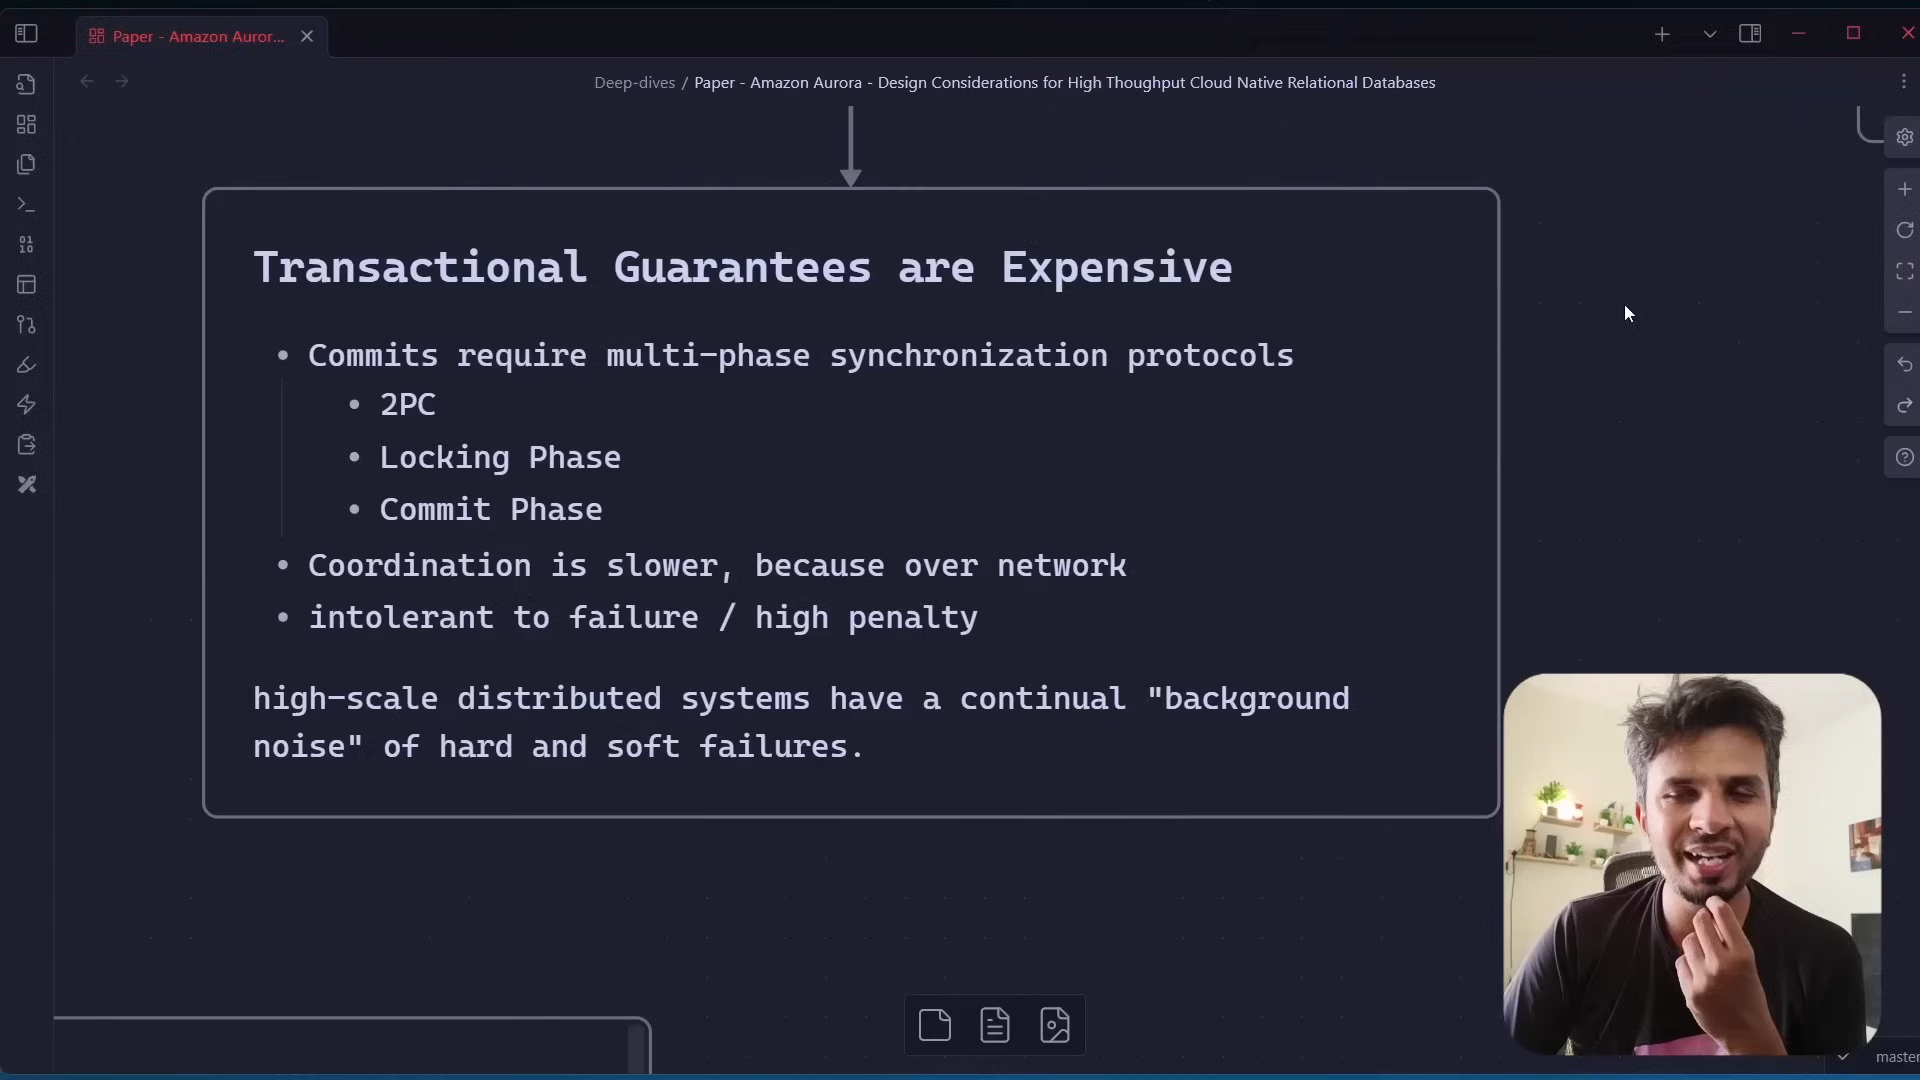 Paper - Amazon Auror...
Deep-dives / Paper - Amazon Aurora - Design Considerations for High Thoughput Cloud Native Relational Databases
Transactional Guarantees are Expensive
• Commits require multi-phase synchronization protocols
• 2PC
• Locking Phase
• Commit Phase
• Coordination is slower, because over network
• intolerant to failure / high penalty
high-scale distributed systems have a continual "background
noise" of hard and soft failures.
master